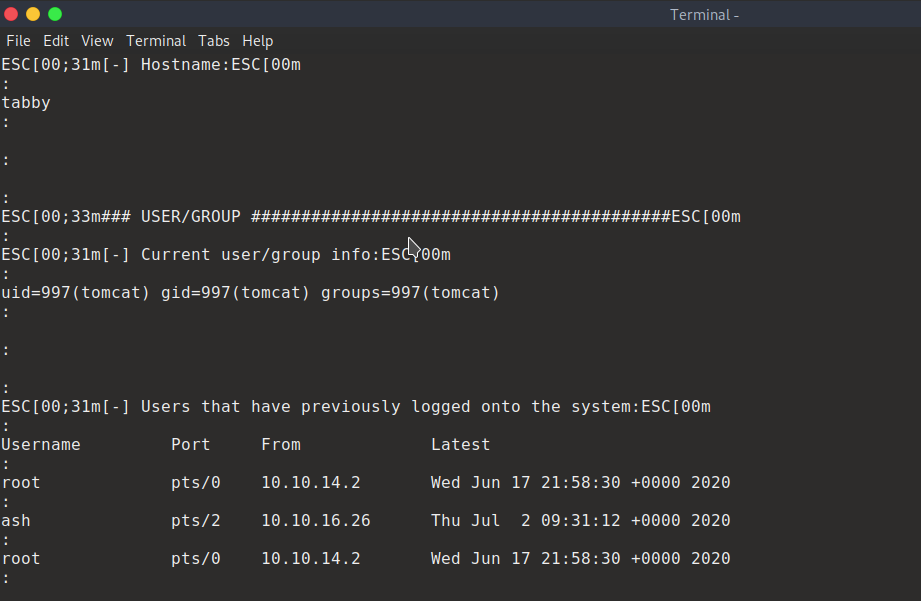 Terminal -
File Edit View Terminal Tabs Help
ESC[00;31m[-] Hostname:ESC[00m
:
tabby
:
:
:
ESC[00;33m### USER/GROUP ##########################################ESC[00m
:
ESC[00;31m[-] Current user/group info:ESC[00m
:
uid=997(tomcat) gid=997(tomcat) groups=997(tomcat)
:
:
:
ESC[00;31m[-] Users that have previously logged onto the system:ESC[00m
:
Username         Port     From             Latest
:
root             pts/0    10.10.14.2       Wed Jun 17 21:58:30 +0000 2020
:
ash              pts/2    10.10.16.26      Thu Jul  2 09:31:12 +0000 2020
:
root             pts/0    10.10.14.2       Wed Jun 17 21:58:30 +0000 2020
: